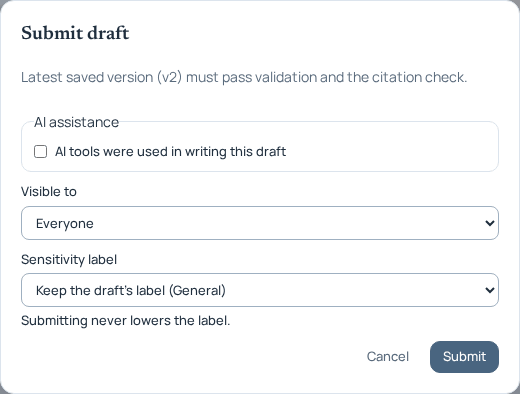 Submit draft
Latest saved version (v2) must pass validation and the citation check.
AI assistance
AI tools were used in writing this draft
Visible to
Everyone
Sensitivity label
Keep the draft's label (General)
Submitting never lowers the label.
Cancel Submit